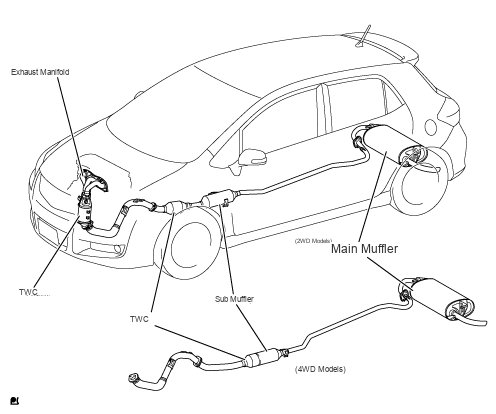 Exhaust Manifold
(2WD Models)
Main Muffler
TWC......
Sub Muffler
TWC
(4WD Models)